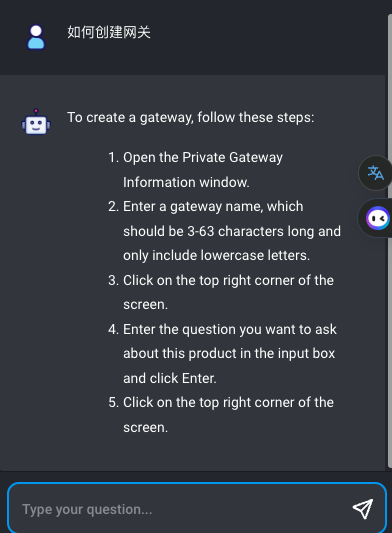 如何创建网关
To create a gateway, follow these steps:
1. Open the Private Gateway
Information window.
2. Enter a gateway name, which
should be 3-63 characters long and
only include lowercase letters.
3. Click on the top right corner of the
screen.
4. Enter the question you want to ask
about this product in the input box
and click Enter.
5. Click on the top right corner of the
screen.
Type your question...